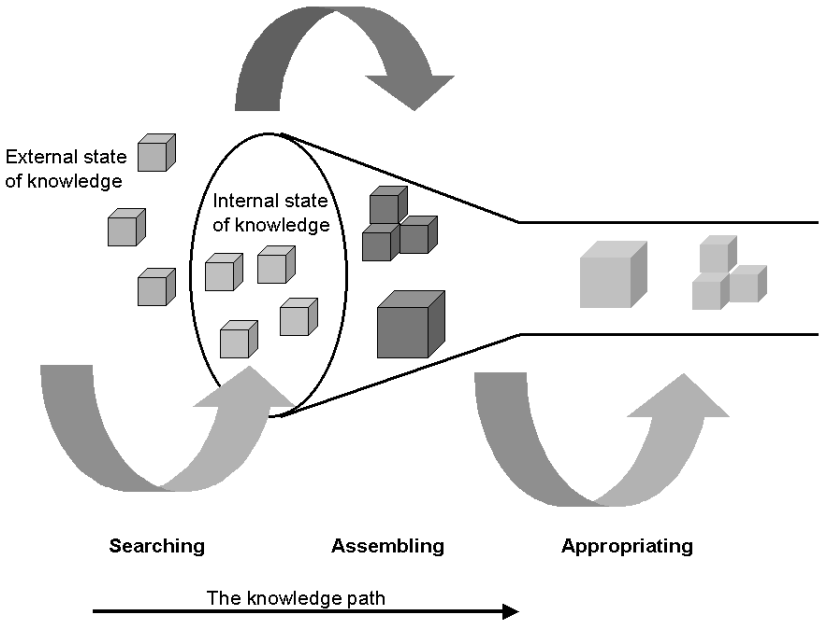 External state
of knowledge
Internal state
of knowledge
Searching
Assembling
Appropriating
The knowledge path